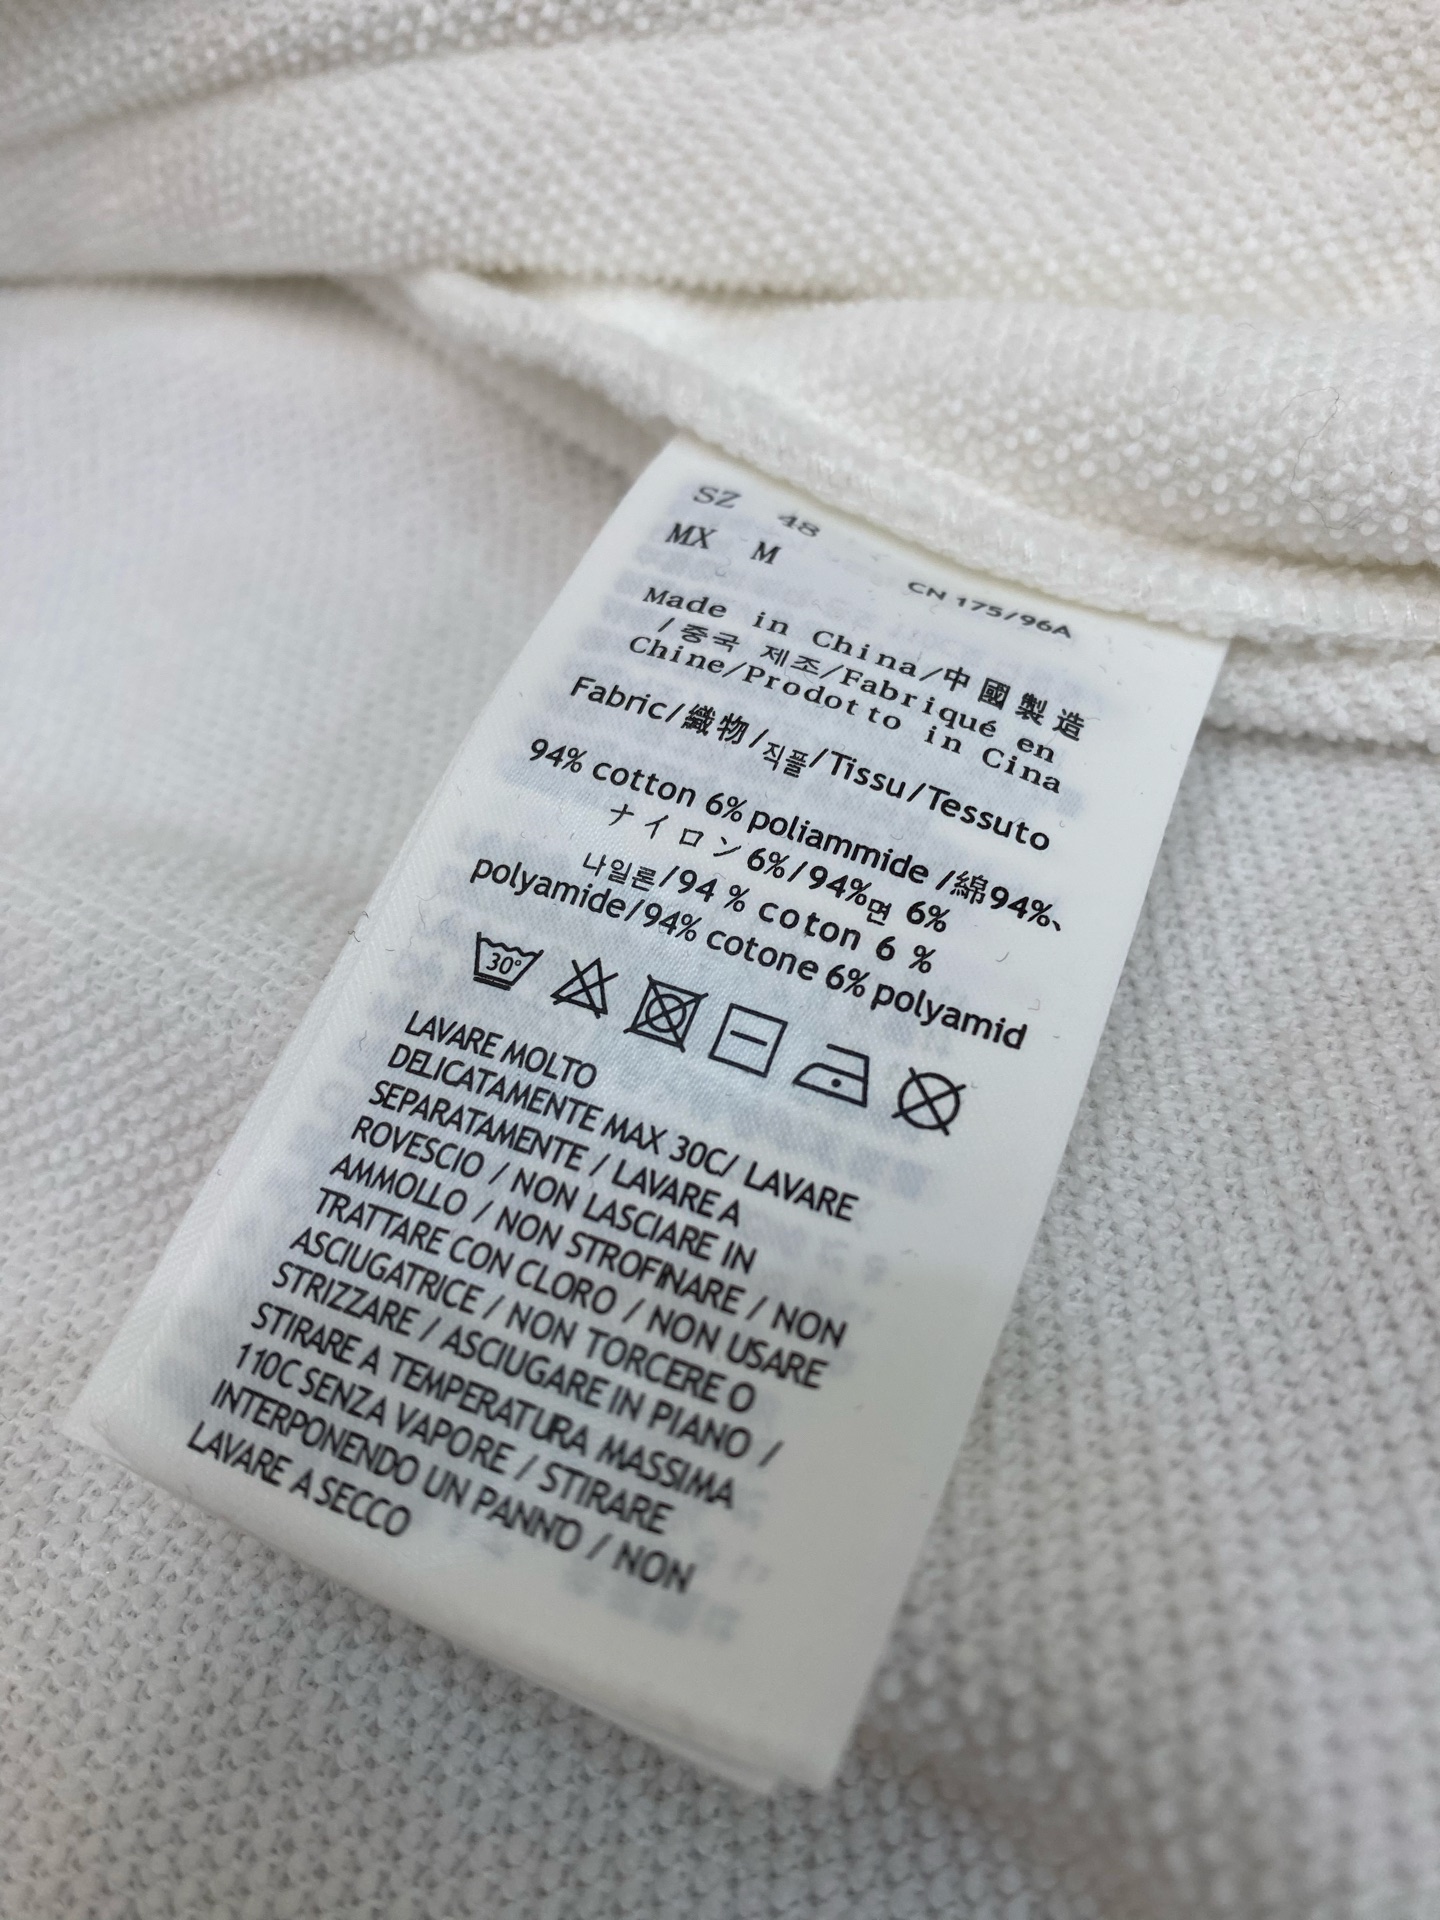 SZ 48
MX M
CN 175/96A
Made in China/中國製造
/중국 제조/Fabriqué en
Chine/Prodotto in Cina
Fabric/織物/직플/Tissu/Tessuto
94% cotton 6% poliammide /綿94%、
ナイロン 6%/94%면 6%
나일론/94 % coton 6 %
polyamide/94% cotone 6% polyamid
30°
LAVARE MOLTO
DELICATAMENTE MAX 30C/ LAVARE
SEPARATAMENTE / LAVARE A
ROVESCIO / NON LASCIARE IN
AMMOLLO / NON STROFINARE / NON
TRATTARE CON CLORO / NON USARE
ASCIUGATRICE / NON TORCERE O
STRIZZARE / ASCIUGARE IN PIANO /
STIRARE A TEMPERATURA MASSIMA
110C SENZA VAPORE / STIRARE
INTERPONENDO UN PANNO / NON
LAVARE A SECCO